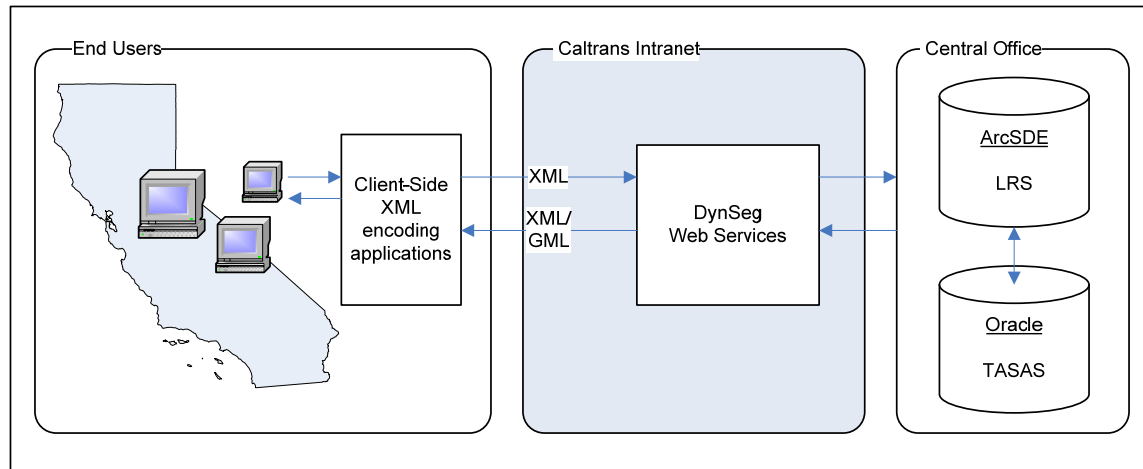 End Users
Caltrans Intranet
Central Office
Client-Side
XML
encoding
applications
XML
XML/
GML
DynSeg
Web Services
ArcSDE
LRS
Oracle
TASAS